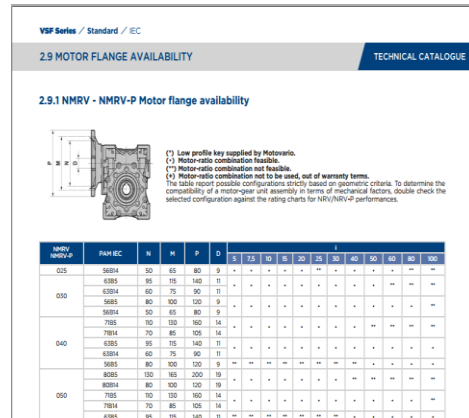 VSF Series / Standard / IEC
2.9 MOTOR FLANGE AVAILABILITY
TECHNICAL CATALOGUE
2.9.1 NMRV - NMRV-P Motor flange availability
P M N D
(*) Low profile key supplied by Motovario.
(•) Motor-ratio combination feasible.
(**) Motor-ratio combination not feasible.
(+) Motor-ratio combination not to be used, out of warranty terms.
The table report possible configurations strictly based on geometric criteria. To determine the
compatibility of a motor-gear unit assembly in terms of mechanical factors, double check the
selected configuration against the rating charts for NRV/NRV-P performances.
NMRV NMRV-P PAM IEC N M P D i
5 7,5 10 15 20 25 30 40 50 60 80 100
025 56B14 50 65 80 9 • • • • • ** • • • • ** **
030
63B5 95 115 140 11
63B14 60 75 90 11
56B5 80 100 120 9
56B14 50 65 80 9
040
71B5 110 130 160 14
71B14 70 85 105 14
63B5 95 115 140 11
63B14 60 75 90 11
56B5 80 100 120 9 ** ** ** ** ** ** ** ** • • • •
050
80B5 130 165 200 19
80B14 80 100 120 19
71B5 110 130 160 14
71B14 70 85 105 14
63B5 95 115 140 11